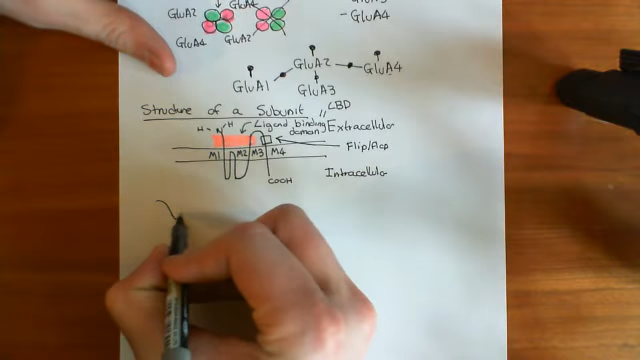 GluA4
GluA2
- GluA4
GluA4
GluA2
GluA2
GluA4
GluA1
GluA3
Structure of a Subunit
LBD
H-N-H
Ligand binding domain
Extracellular
Flip/Flop
M1 M2 M3 M4
Intracellular
COOH